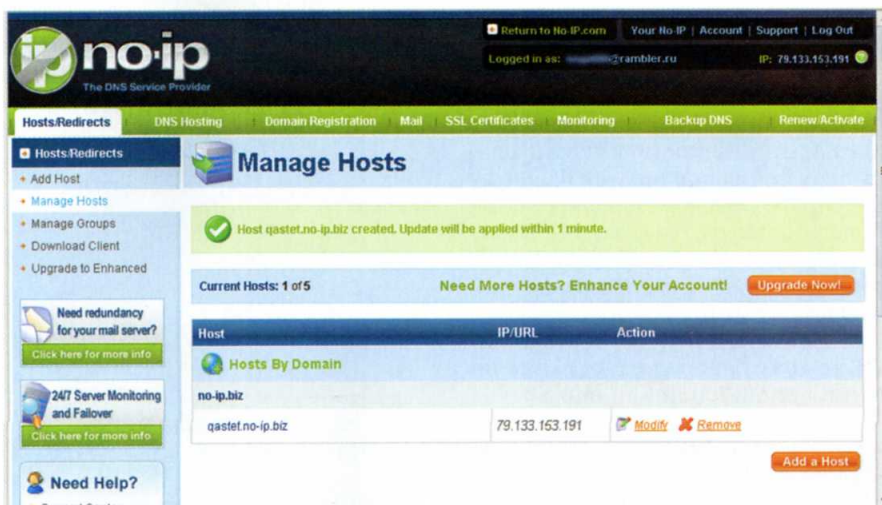 no-ip
The DNS Service Provider
Return to No-IP.com
Your No-IP | Account | Support | Log Out
Logged in as: @rambler.ru
IP: 79.133.153.191
Hosts/Redirects
DNS Hosting
Domain Registration
Mail
SSL Certificates
Monitoring
Backup DNS
Renew/Activate
Hosts/Redirects
Add Host
Manage Hosts
Manage Groups
Download Client
Upgrade to Enhanced
Need redundancy
for your mail server?
Click here for more info
24/7 Server Monitoring
and Failover
Click here for more info
Need Help?
Manage Hosts
Host qastet.no-ip.biz created. Update will be applied within 1 minute.
Current Hosts: 1 of 5
Need More Hosts? Enhance Your Account!
Upgrade Now!
Host
IP/URL
Action
Hosts By Domain
no-ip.biz
qastet.no-ip.biz
79.133.153.191
Modify
Remove
Add a Host